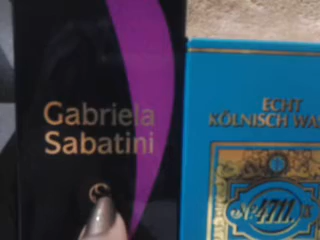 Gabriela
Sabatini
ECHT
KÖLNISCH WA
Nº 4711.